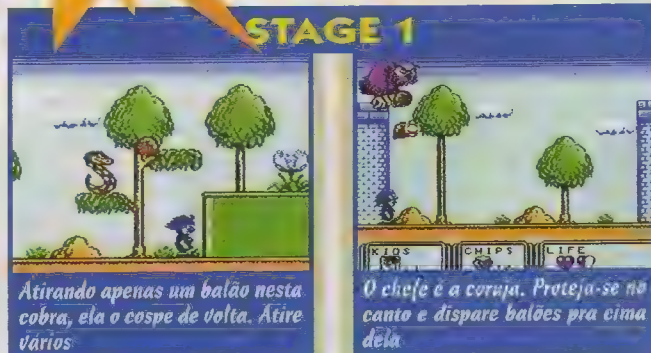 STAGE 1
Atirando apenas um balão nesta
cobra, ela o cospe de volta. Atire
vários
KIDS
CHIPS
LIFE
O chefe é a coruja. Proteja-se no
canto e dispare balões pra cima
dela